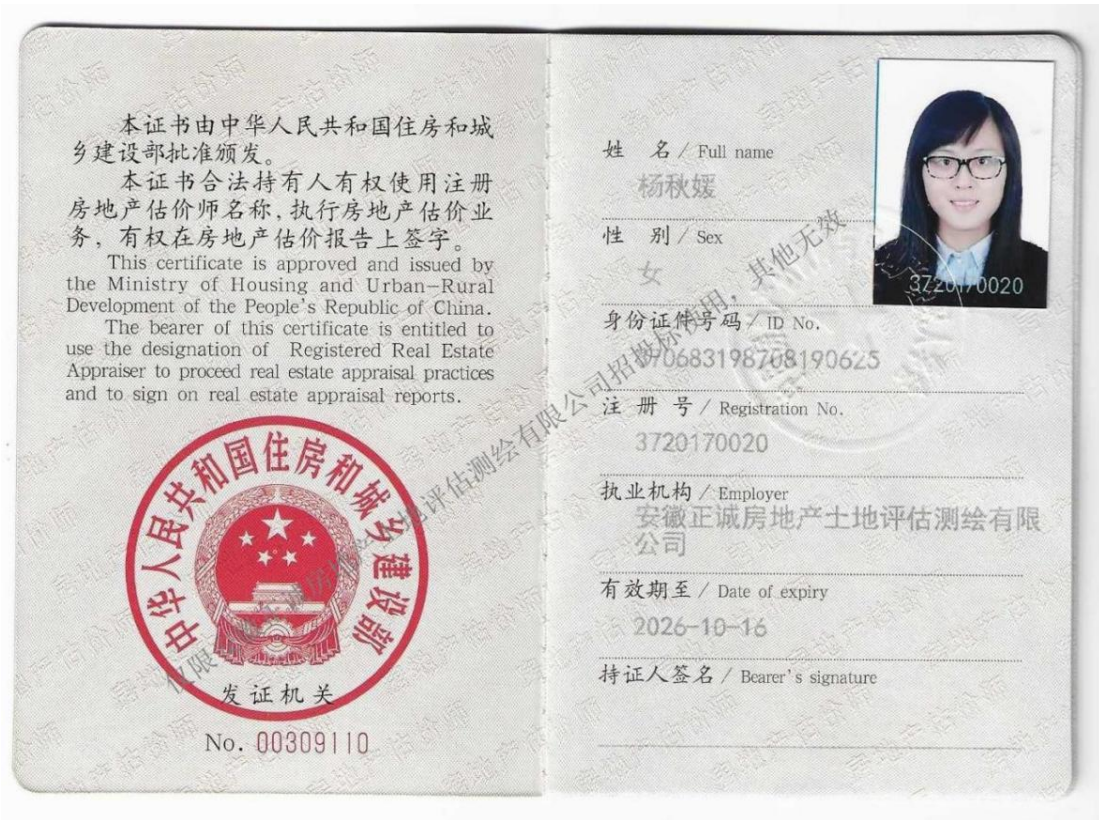 本证书由中华人民共和国住房和城
乡建设部批准颁发。
本证书合法持有人有权使用注册
房地产估价师名称，执行房地产估价业
务，有权在房地产估价报告上签字。
This certificate is approved and issued by
the Ministry of Housing and Urban-Rural
Development of the People's Republic of China.
The bearer of this certificate is entitled to
use the designation of Registered Real Estate
Appraiser to proceed real estate appraisal practices
and to sign on real estate appraisal reports.
中华人民共和国住房和城乡建设部
发证机关
No. 00309110
姓 名 / Full name
杨秋媛
性 别 / Sex
女
身份证件号码 / ID No.
370683198708190625
注 册 号 / Registration No.
3720170020
执业机构 / Employer
安徽正诚房地产土地评估测绘有限
公司
有效期至 / Date of expiry
2026-10-16
持证人签名 / Bearer's signature
3720170020